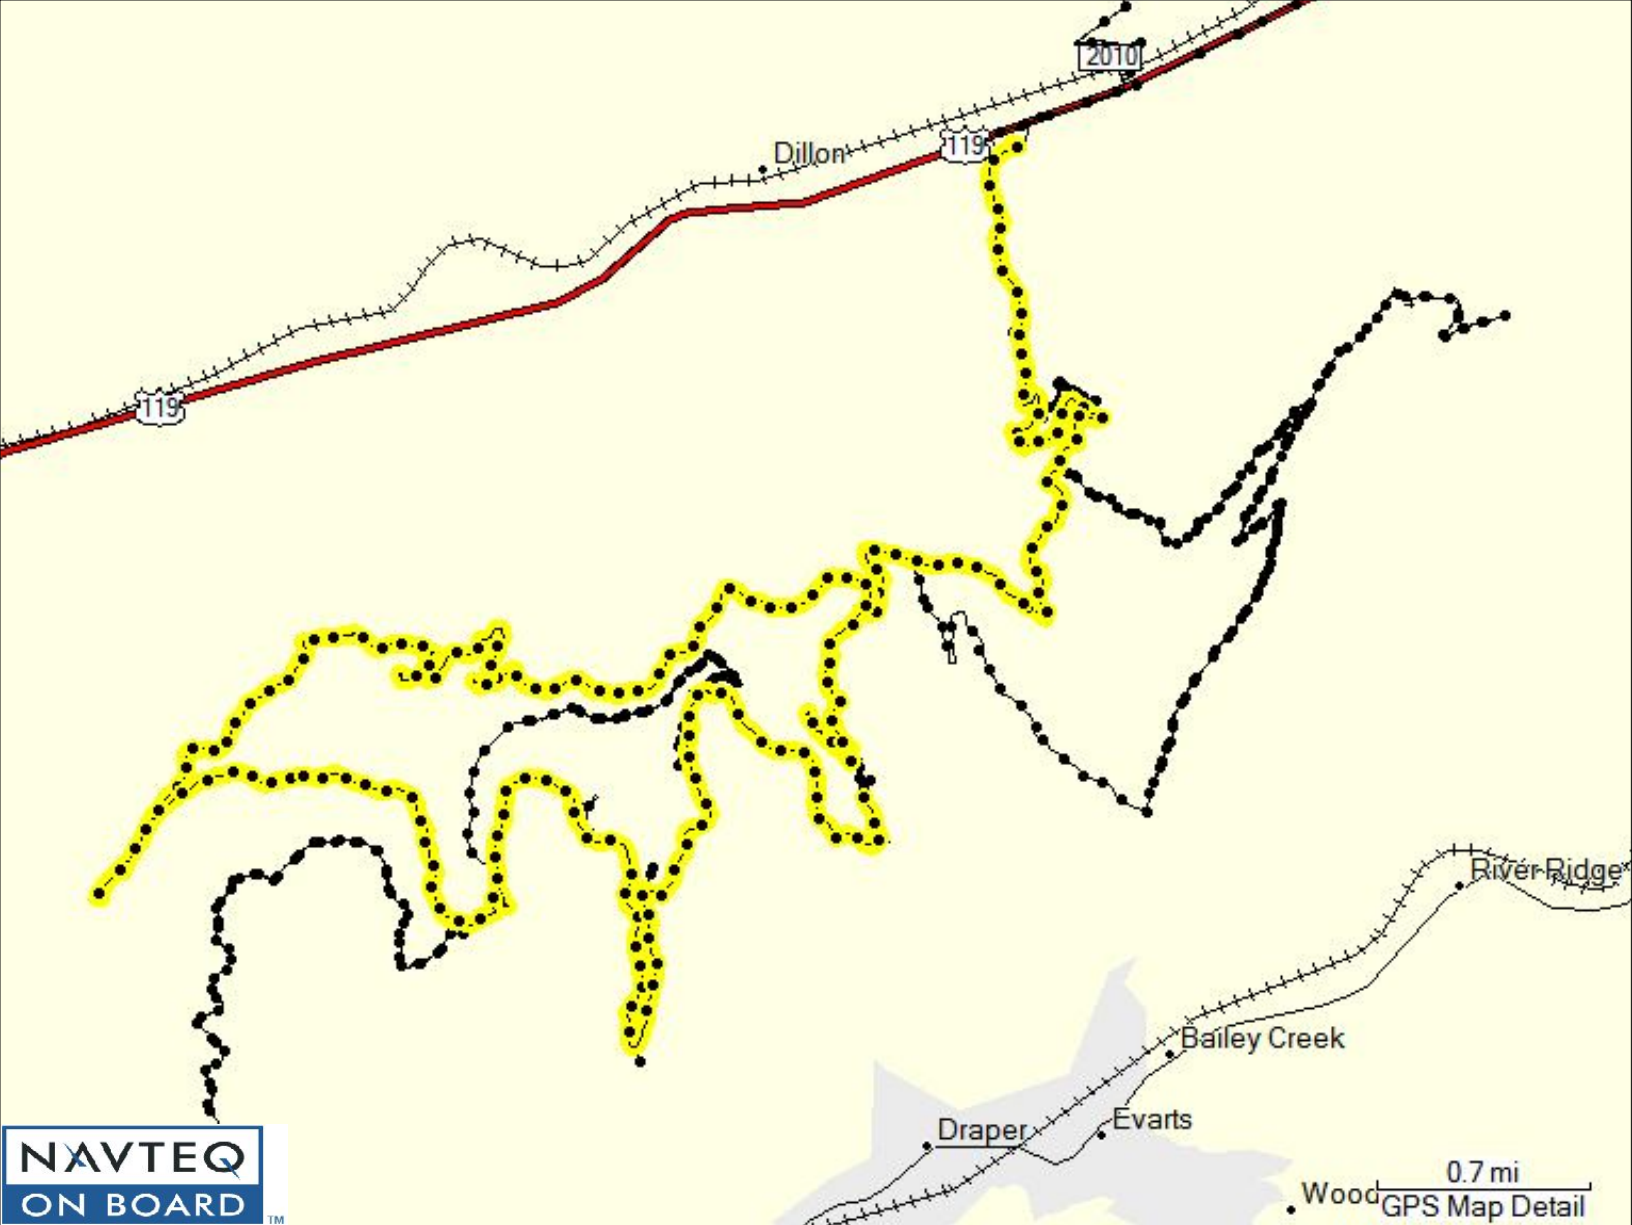 2010
119
Dillon
119
River Ridge
Bailey Creek
Evarts
Draper
0.7 mi
Wood
GPS Map Detail
NAVTEQ
ON BOARD
TM